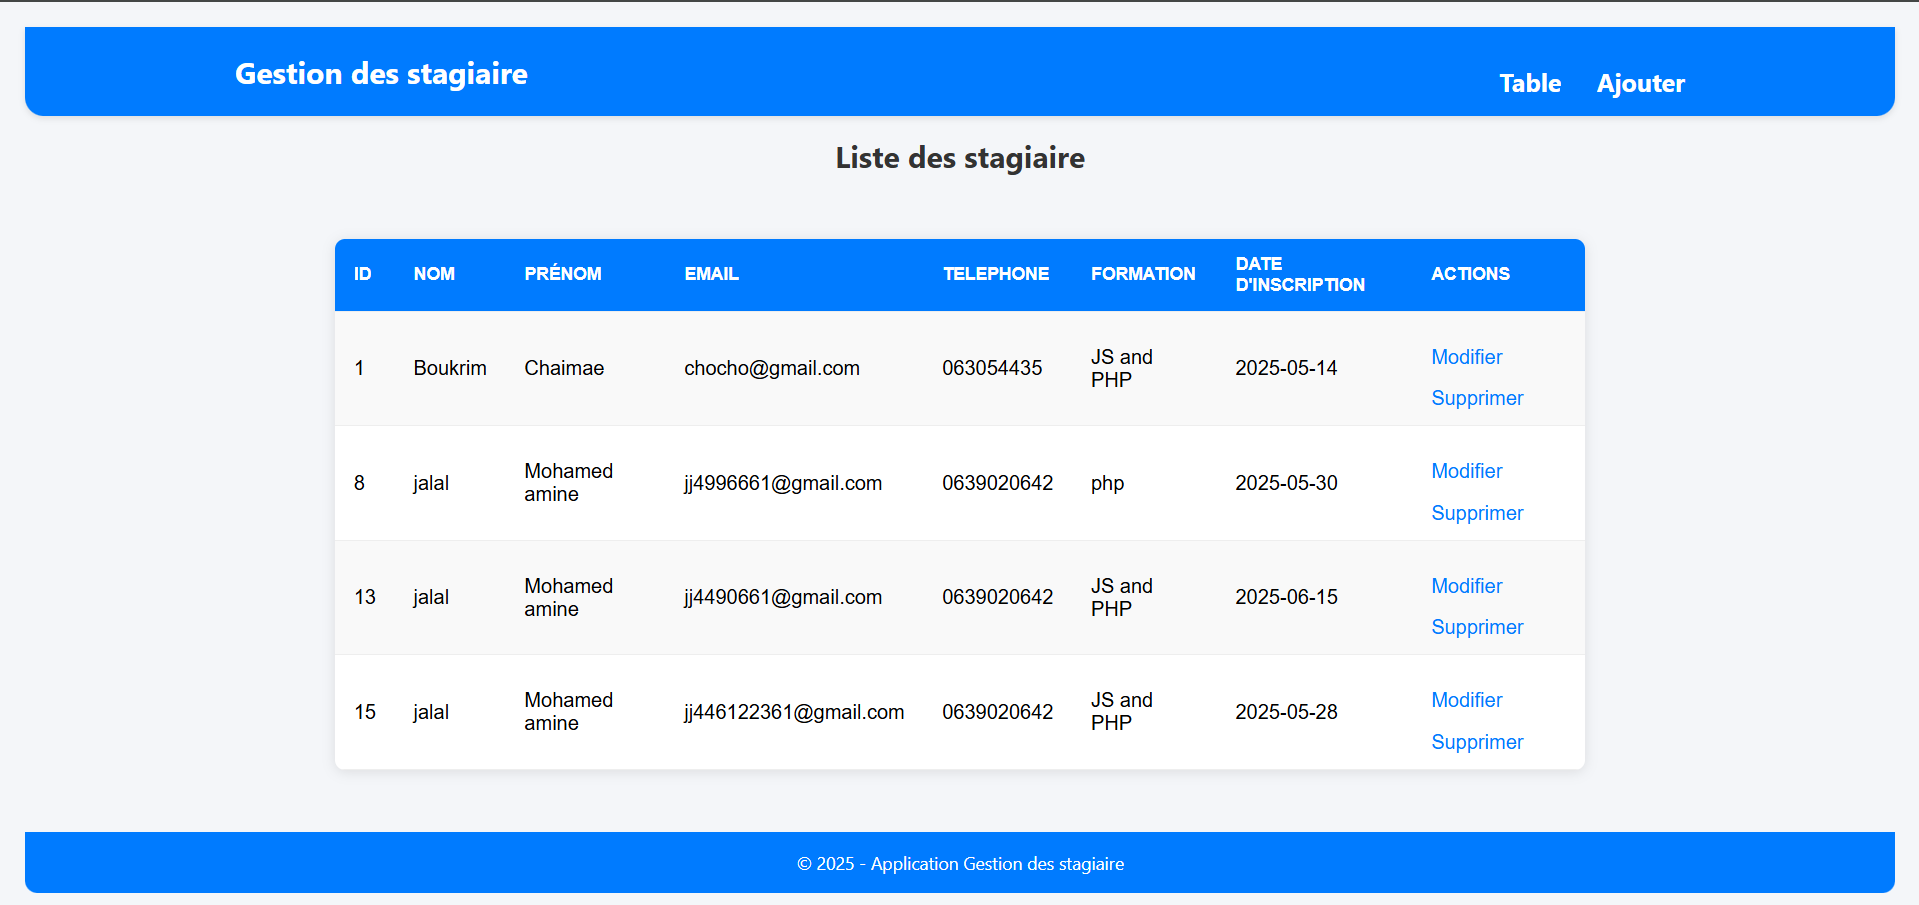 Gestion des stagiaire
Table Ajouter
Liste des stagiaire
ID NOM PRÉNOM EMAIL TELEPHONE FORMATION DATE D'INSCRIPTION ACTIONS
1 Boukrim Chaimae chocho@gmail.com 063054435 JS and PHP 2025-05-14 Modifier Supprimer
8 jalal Mohamed amine jj4996661@gmail.com 0639020642 php 2025-05-30 Modifier Supprimer
13 jalal Mohamed amine jj4490661@gmail.com 0639020642 JS and PHP 2025-06-15 Modifier Supprimer
15 jalal Mohamed amine jj446122361@gmail.com 0639020642 JS and PHP 2025-05-28 Modifier Supprimer
© 2025 - Application Gestion des stagiaire